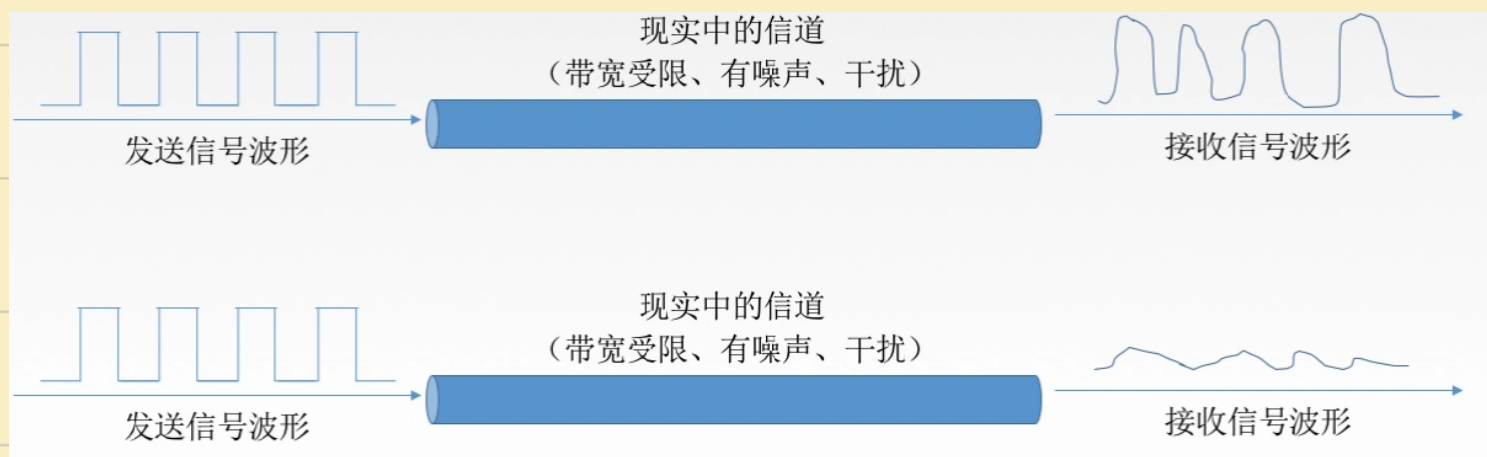 现实中的信道
（带宽受限、有噪声、干扰）
发送信号波形
接收信号波形
现实中的信道
（带宽受限、有噪声、干扰）
发送信号波形
接收信号波形